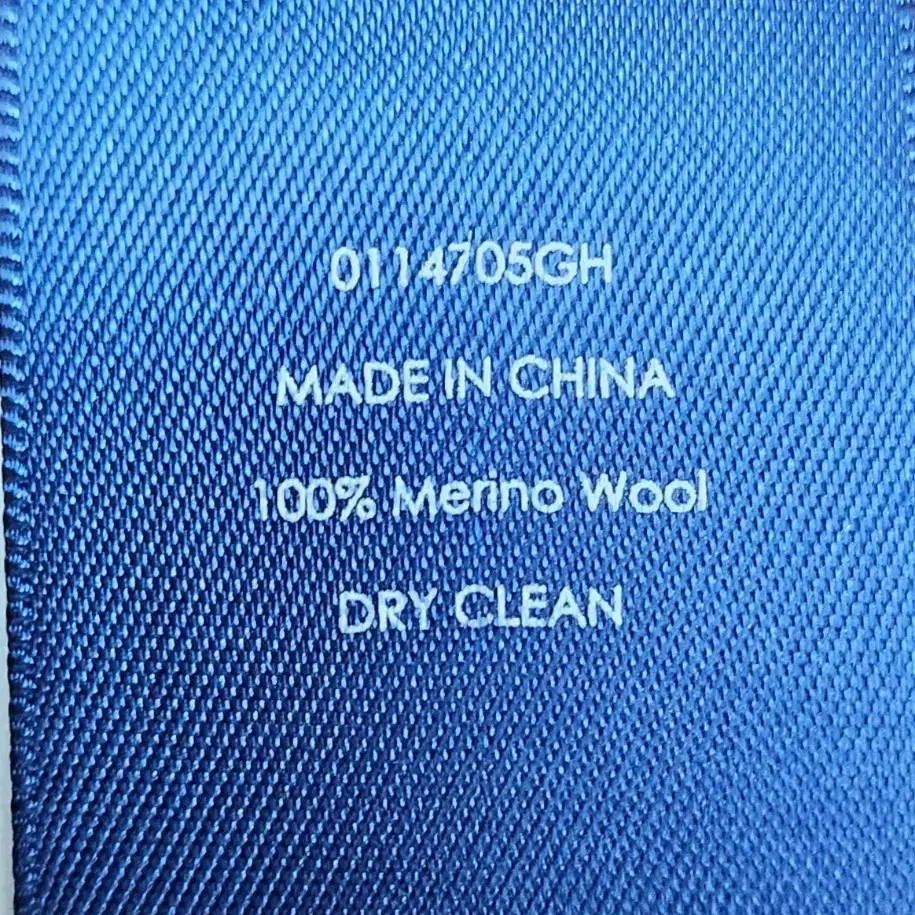 0114705GH
MADE IN CHINA
100% Merino Wool
DRY CLEAN